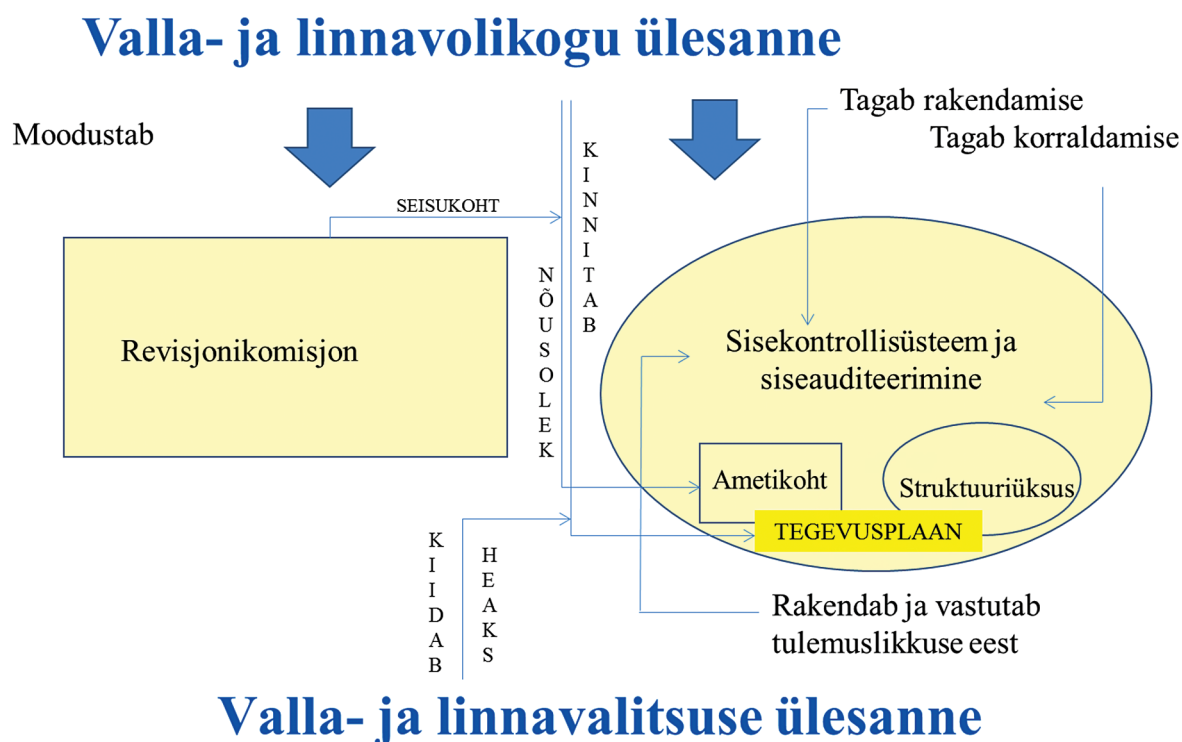 Valla- ja linnavolikogu ülesanne
Moodustab
Tagab rakendamise
Tagab korraldamise
SEISUKOHT
KINNITAB
NÕUSOLEK
Revisjonikomisjon
Sisekontrollisüsteem ja
siseauditeerimine
Ametikoht
Struktuuriüksus
TEGEVUSPLAAN
KIIDAB
HEAKS
Rakendab ja vastutab
tulemuslikkuse eest
Valla- ja linnavalitsuse ülesanne